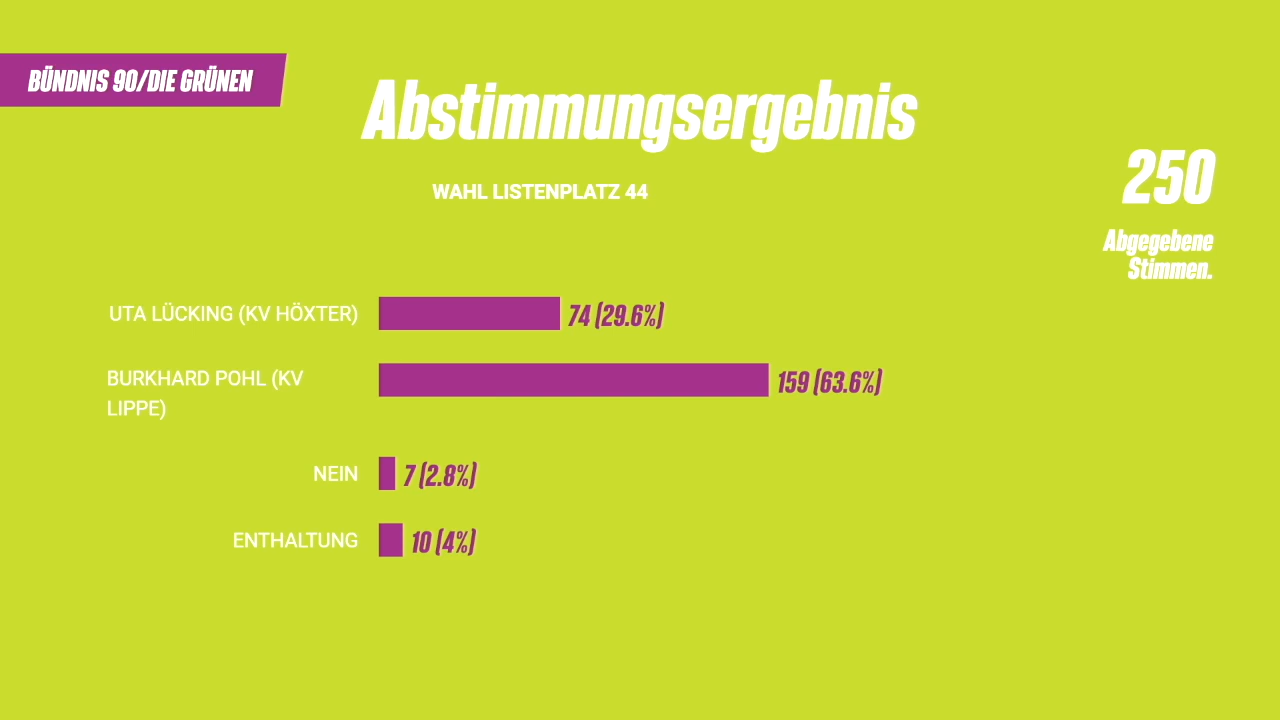 BÜNDNIS 90/DIE GRÜNEN
Abstimmungsergebnis
WAHL LISTENPLATZ 44
250
Abgegebene
Stimmen.
UTA LÜCKING (KV HÖXTER)
74 (29.6%)
BURKHARD POHL (KV
LIPPE)
159 (63.6%)
NEIN
7 (2.8%)
ENTHALTUNG
10 (4%)